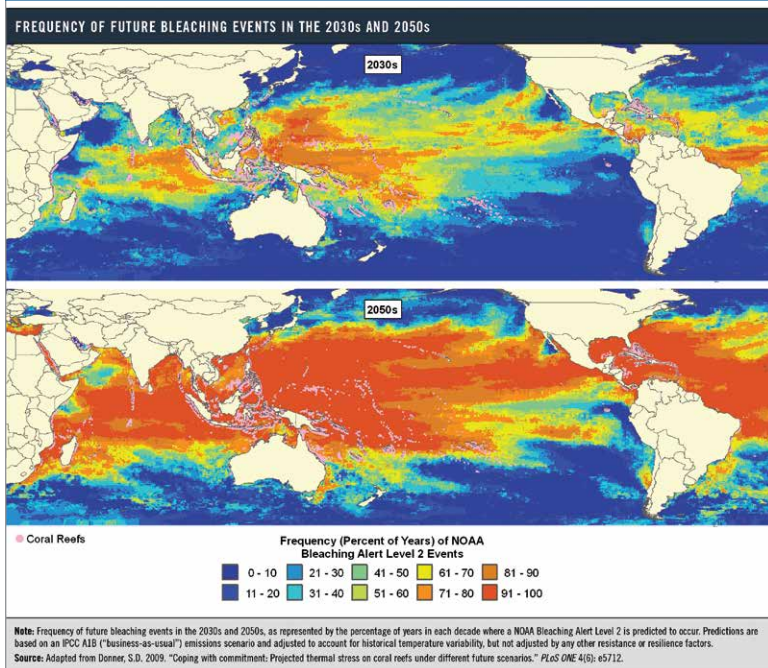 FREQUENCY OF FUTURE BLEACHING EVENTS IN THE 2030s AND 2050s
2030s
2050s
Coral Reefs
Frequency (Percent of Years) of NOAA
Bleaching Alert Level 2 Events
0 - 10 21 - 30 41 - 50 61 - 70 81 - 90
11 - 20 31 - 40 51 - 60 71 - 80 91 - 100
Note: Frequency of future bleaching events in the 2030s and 2050s, as represented by the percentage of years in each decade where a NOAA Bleaching Alert Level 2 is predicted to occur. Predictions are
based on an IPCC A1B ("business-as-usual") emissions scenario and adjusted to account for historical temperature variability, but not adjusted by any other resistance or resilience factors.
Source: Adapted from Donner, S.D. 2009. "Coping with commitment: Projected thermal stress on coral reefs under different future scenarios." PLoS ONE 4(6): e5712.